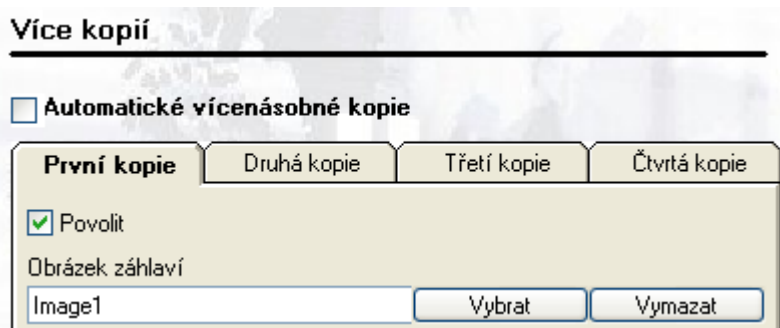 Více kopií
Automatické vícenásobné kopie
První kopie Druhá kopie Třetí kopie Čtvrtá kopie
Povolit
Obrázek záhlaví
Image1 Vybrat Vymazat